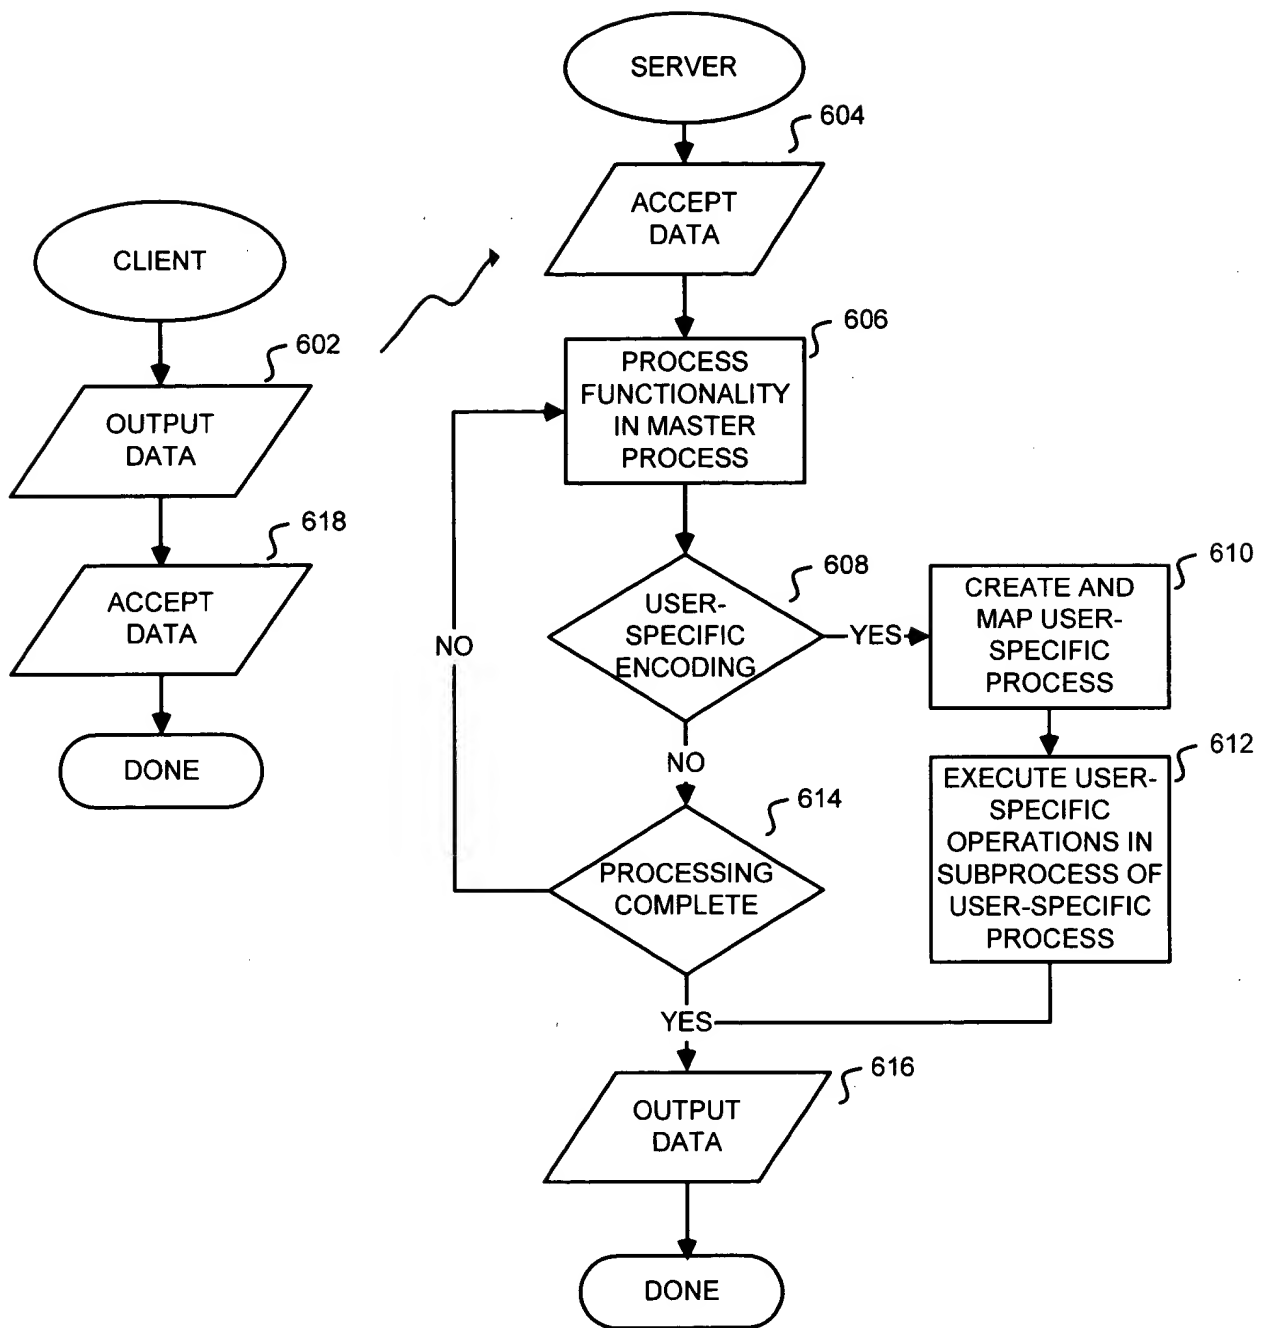 SERVER
604
ACCEPT
DATA
CLIENT
602
OUTPUT
DATA
618
ACCEPT
DATA
DONE
606
PROCESS
FUNCTIONALITY
IN MASTER
PROCESS
608
USER-
SPECIFIC
ENCODING
YES
610
CREATE AND
MAP USER-
SPECIFIC
PROCESS
NO
NO
612
EXECUTE USER-
SPECIFIC
OPERATIONS IN
SUBPROCESS OF
USER-SPECIFIC
PROCESS
614
PROCESSING
COMPLETE
YES
616
OUTPUT
DATA
DONE